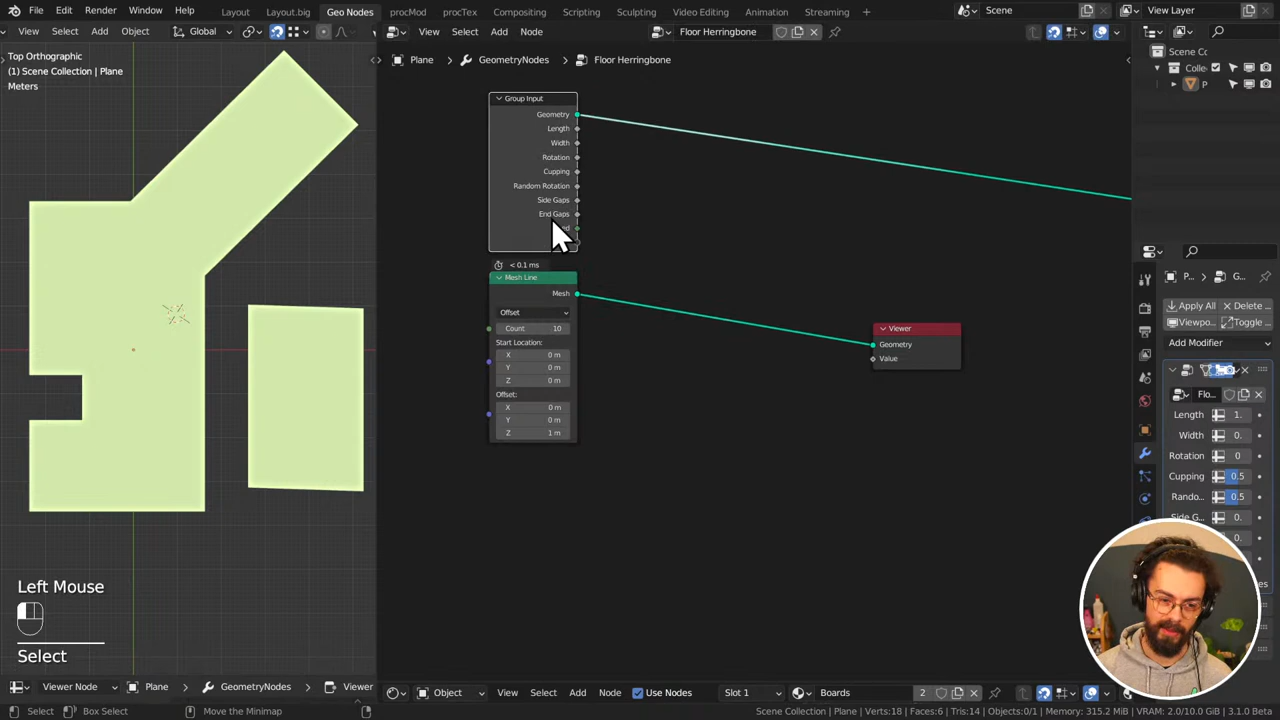 File Edit Render Window Help Layout Layout.big Geo Nodes procMod procTex Compositing Scripting Sculpting Video Editing Animation Streaming Scene View Layer
View Select Add Object Global View Select Add Node Floor Herringbone
Top Orthographic
(1) Scene Collection | Plane
Meters
Plane GeometryNodes Floor Herringbone
Scene Cc
Colle
P
Group Input
Geometry
Length
Width
Rotation
Cupping
Random Rotation
Side Gaps
End Gaps
< 0.1 ms
Mesh Line
Mesh
Offset
Count 10
Start Location:
X 0 m
Y 0 m
Z 0 m
Offset:
X 0 m
Y 0 m
Z 1 m
Viewer
Geometry
Value
P G
Apply All Delete
Viewpo Toggle
Add Modifier
Flo
Length 1.
Width 0.
Rotation 0
Cupping 0.5
Rando 0.5
Side G 0.
Left Mouse
Select
Viewer Node Plane GeometryNodes Viewer
Object View Select Add Node Use Nodes Slot 1 Boards 2
Select Box Select Move the Minimap Scene Collection | Plane | Verts:18 | Faces:6 | Tris:14 | Objects:0/1 | Memory: 315.2 MiB | VRAM: 2.0/10.0 GiB | 3.1.0 Beta